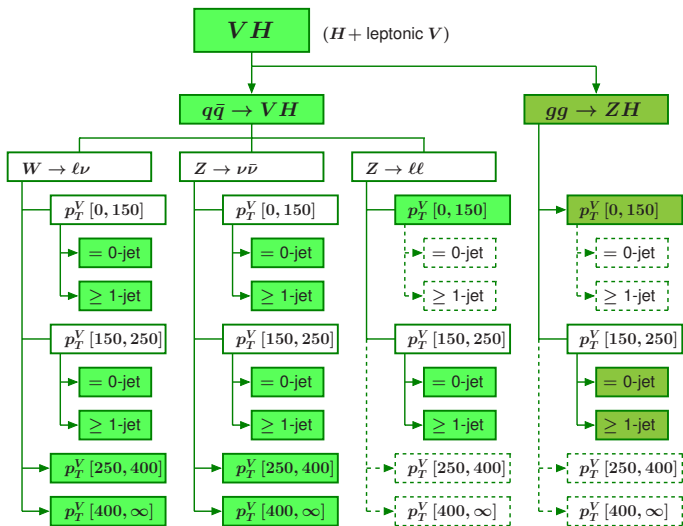 VH (H + leptonic V)
qq̄ → VH
gg → ZH
W → ℓν
Z → νν̄
Z → ℓℓ
p_T^V [0, 150]
= 0-jet
≥ 1-jet
p_T^V [150, 250]
= 0-jet
≥ 1-jet
p_T^V [250, 400]
p_T^V [400, ∞]
p_T^V [0, 150]
= 0-jet
≥ 1-jet
p_T^V [150, 250]
= 0-jet
≥ 1-jet
p_T^V [250, 400]
p_T^V [400, ∞]
p_T^V [0, 150]
= 0-jet
≥ 1-jet
p_T^V [150, 250]
= 0-jet
≥ 1-jet
p_T^V [250, 400]
p_T^V [400, ∞]
p_T^V [0, 150]
= 0-jet
≥ 1-jet
p_T^V [150, 250]
= 0-jet
≥ 1-jet
p_T^V [250, 400]
p_T^V [400, ∞]